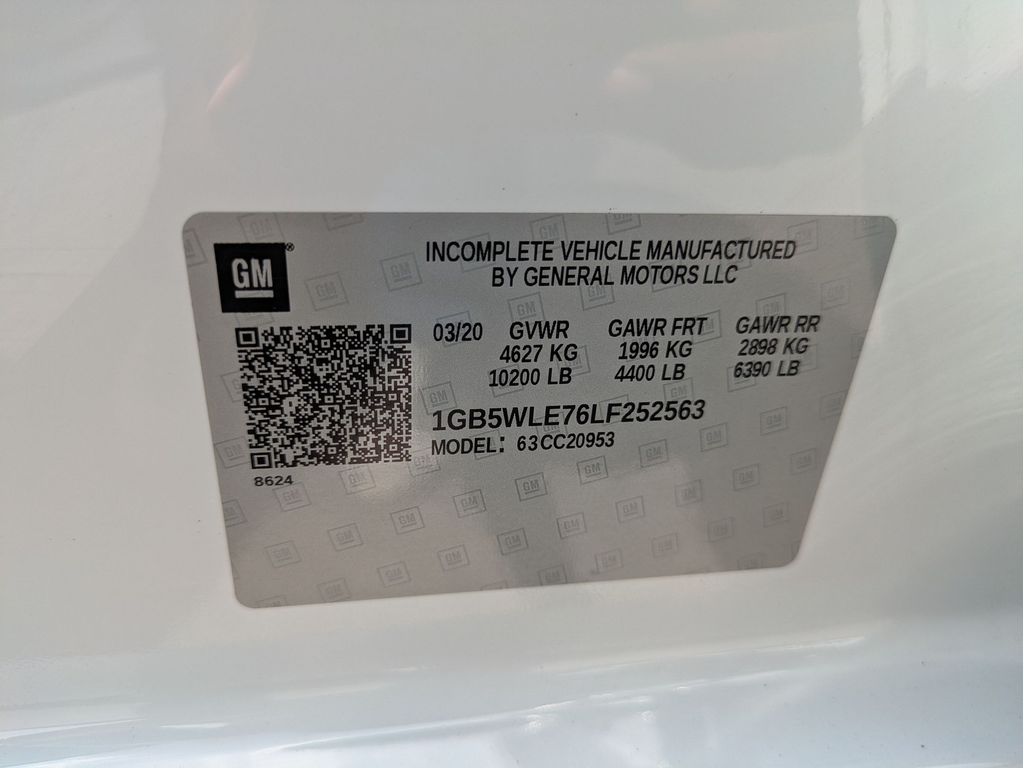 GM®
INCOMPLETE VEHICLE MANUFACTURED
BY GENERAL MOTORS LLC
03/20 GVWR GAWR FRT GAWR RR
4627 KG 1996 KG 2898 KG
10200 LB 4400 LB 6390 LB
1GB5WLE76LF252563
MODEL: 63CC20953
8624